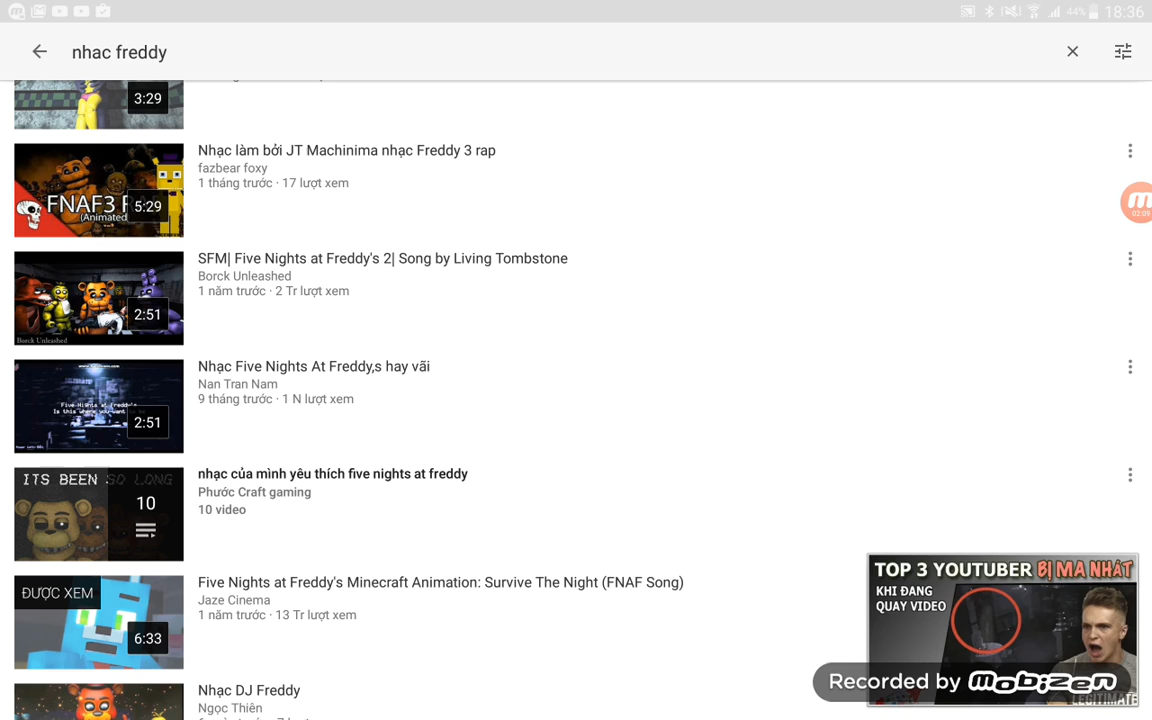 44% 18:36
nhac freddy
3:29
Nhạc làm bởi JT Machinima nhạc Freddy 3 rap
fazbear foxy
1 tháng trước · 17 lượt xem
FNAF3
(Animated
5:29
02:09
SFM| Five Nights at Freddy's 2| Song by Living Tombstone
Borck Unleashed
1 năm trước · 2 Tr lượt xem
2:51
Borck Unleashed
Nhạc Five Nights At Freddy,s hay vãi
Nan Tran Nam
9 tháng trước · 1 N lượt xem
2:51
nhạc của mình yêu thích five nights at freddy
Phước Craft gaming
10 video
ITS BEEN SO LONG
10
Five Nights at Freddy's Minecraft Animation: Survive The Night (FNAF Song)
Jaze Cinema
1 năm trước · 13 Tr lượt xem
ĐƯỢC XEM
6:33
TOP 3 YOUTUBER BỊ MA NHÁT
KHI ĐANG
QUAY VIDEO
Recorded by mobizen
LEGITIMATE
Nhạc DJ Freddy
Ngọc Thiên